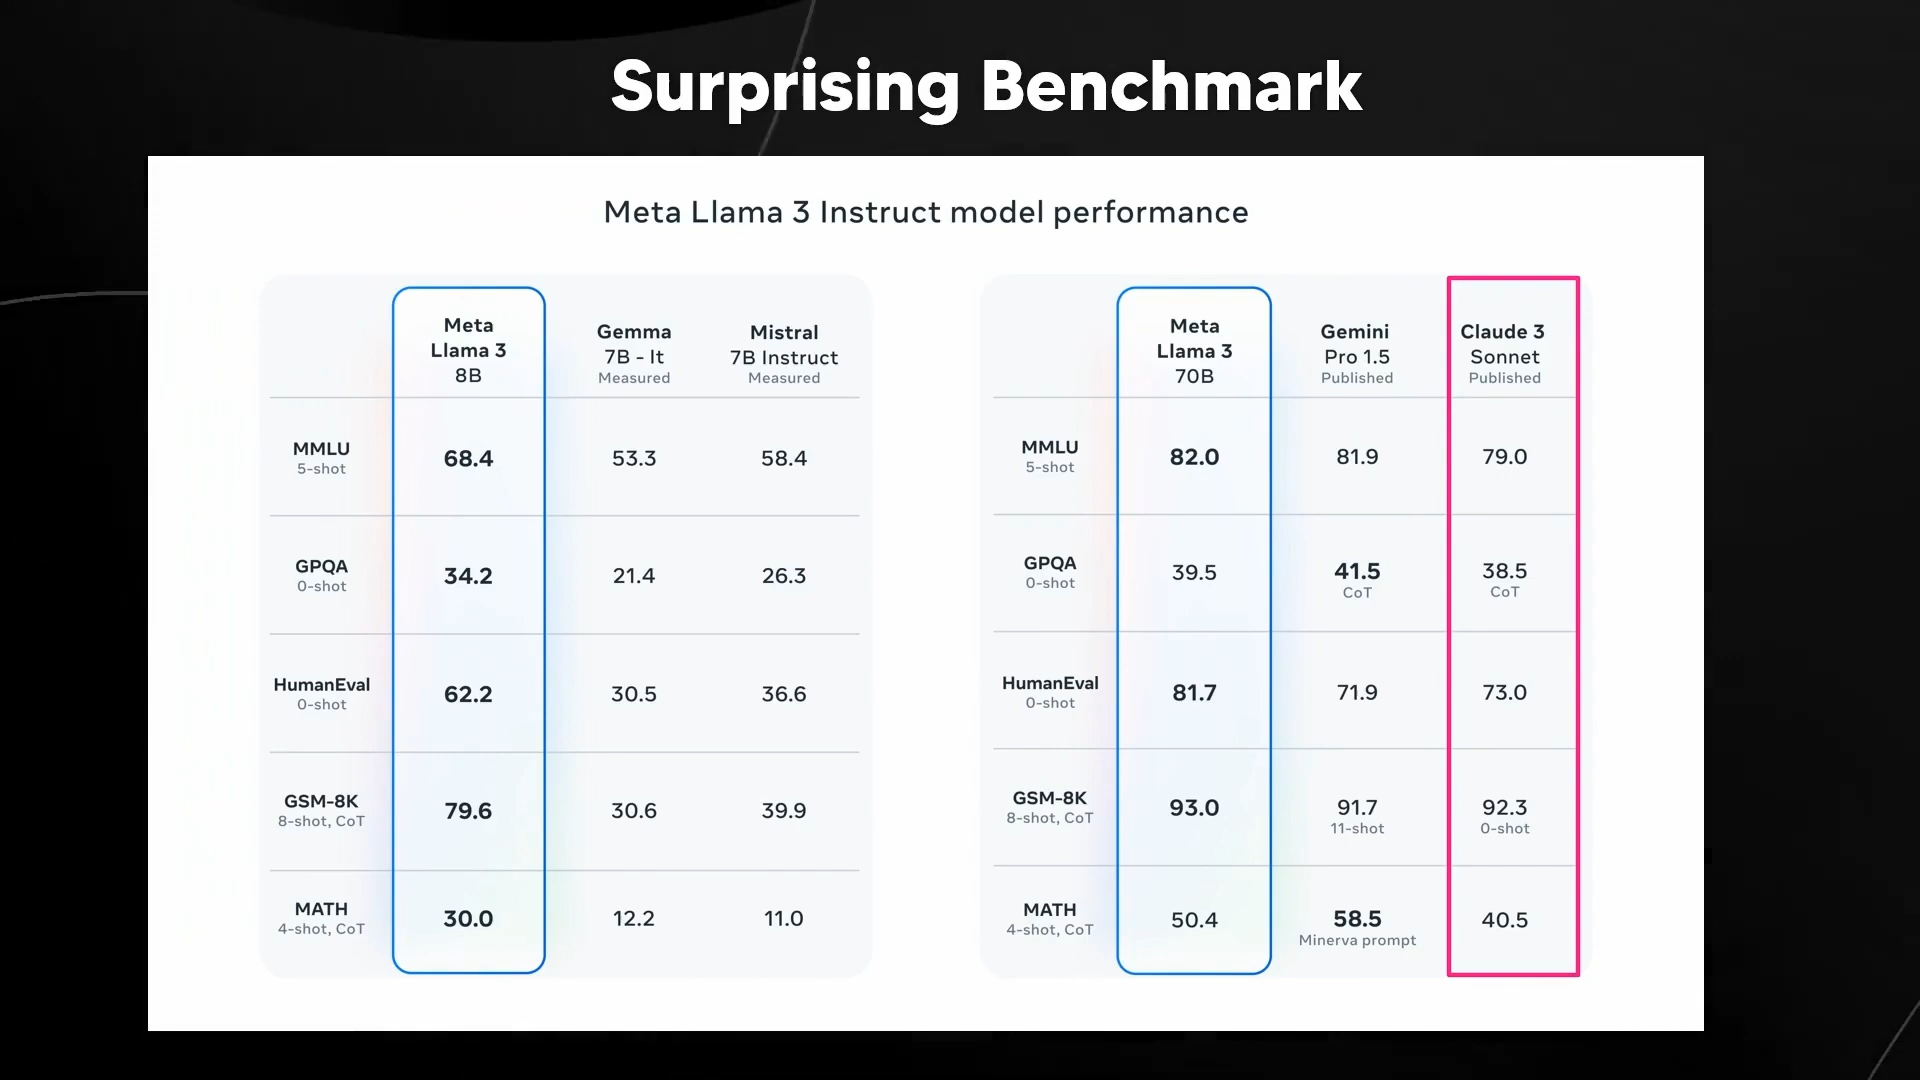 Surprising Benchmark
Meta Llama 3 Instruct model performance
Meta
Llama 3
8B
Gemma
7B - It
Measured
Mistral
7B Instruct
Measured
MMLU
5-shot
68.4
53.3
58.4
GPQA
0-shot
34.2
21.4
26.3
HumanEval
0-shot
62.2
30.5
36.6
GSM-8K
8-shot, CoT
79.6
30.6
39.9
MATH
4-shot, CoT
30.0
12.2
11.0
Meta
Llama 3
70B
Gemini
Pro 1.5
Published
Claude 3
Sonnet
Published
MMLU
5-shot
82.0
81.9
79.0
GPQA
0-shot
39.5
41.5
CoT
38.5
CoT
HumanEval
0-shot
81.7
71.9
73.0
GSM-8K
8-shot, CoT
93.0
91.7
11-shot
92.3
0-shot
MATH
4-shot, CoT
50.4
58.5
Minerva prompt
40.5